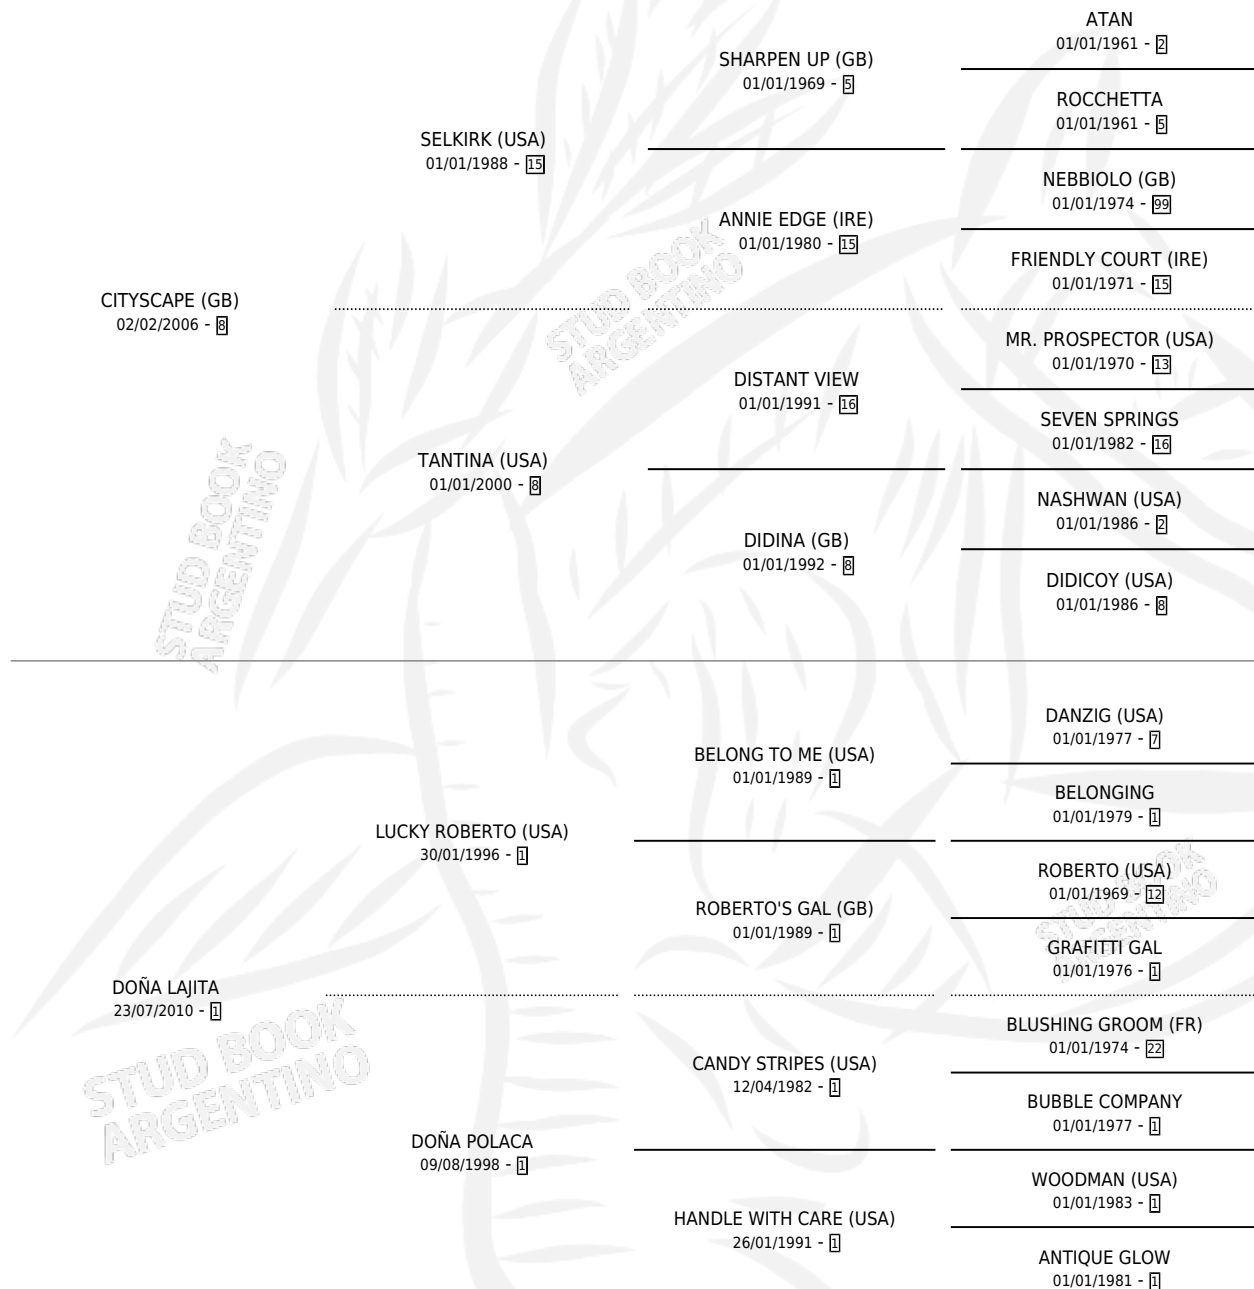 ATAN
01/01/1961 - 2
SHARPEN UP (GB)
01/01/1969 - 5
ROCCHETTA
01/01/1961 - 5
SELKIRK (USA)
01/01/1988 - 15
NEBBIOLO (GB)
01/01/1974 - 99
ANNIE EDGE (IRE)
01/01/1980 - 15
FRIENDLY COURT (IRE)
01/01/1971 - 15
CITYSCAPE (GB)
02/02/2006 - 8
MR. PROSPECTOR (USA)
01/01/1970 - 13
DISTANT VIEW
01/01/1991 - 16
SEVEN SPRINGS
01/01/1982 - 16
TANTINA (USA)
01/01/2000 - 8
NASHWAN (USA)
01/01/1986 - 2
DIDINA (GB)
01/01/1992 - 8
DIDICOY (USA)
01/01/1986 - 8
DANZIG (USA)
01/01/1977 - 7
BELONG TO ME (USA)
01/01/1989 - 1
BELONGING
01/01/1979 - 1
LUCKY ROBERTO (USA)
30/01/1996 - 1
ROBERTO (USA)
01/01/1969 - 12
ROBERTO'S GAL (GB)
01/01/1989 - 1
GRAFITTI GAL
01/01/1976 - 1
DOÑA LAJITA
23/07/2010 - 1
BLUSHING GROOM (FR)
01/01/1974 - 22
CANDY STRIPES (USA)
12/04/1982 - 1
BUBBLE COMPANY
01/01/1977 - 1
DOÑA POLACA
09/08/1998 - 1
WOODMAN (USA)
01/01/1983 - 1
HANDLE WITH CARE (USA)
26/01/1991 - 1
ANTIQUE GLOW
01/01/1981 - 1
STUD BOOK
ARGENTINO
STUD BOOK
ARGENTINO
STUD BOOK
ARGENTINO
STUD BOOK
ARGENTINO